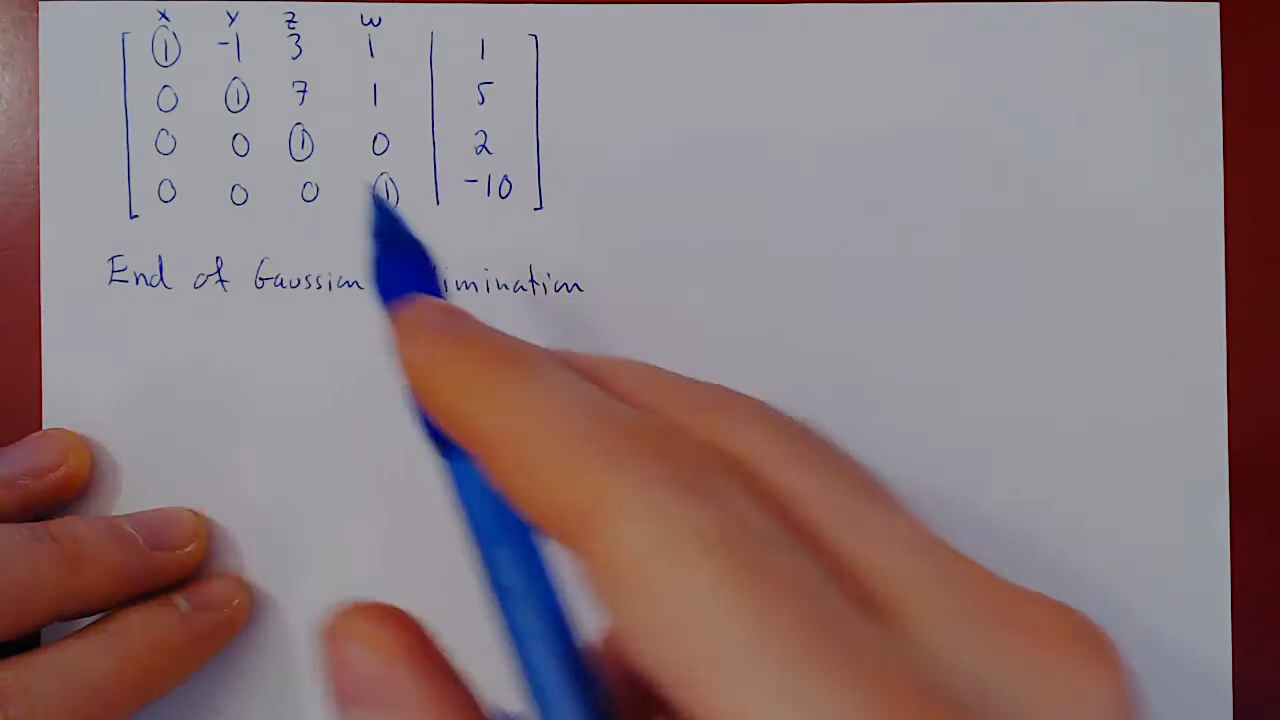 x y z w
1 -1 3 1 1
0 1 7 1 5
0 0 1 0 2
0 0 0 1 -10
End of Gaussian limination